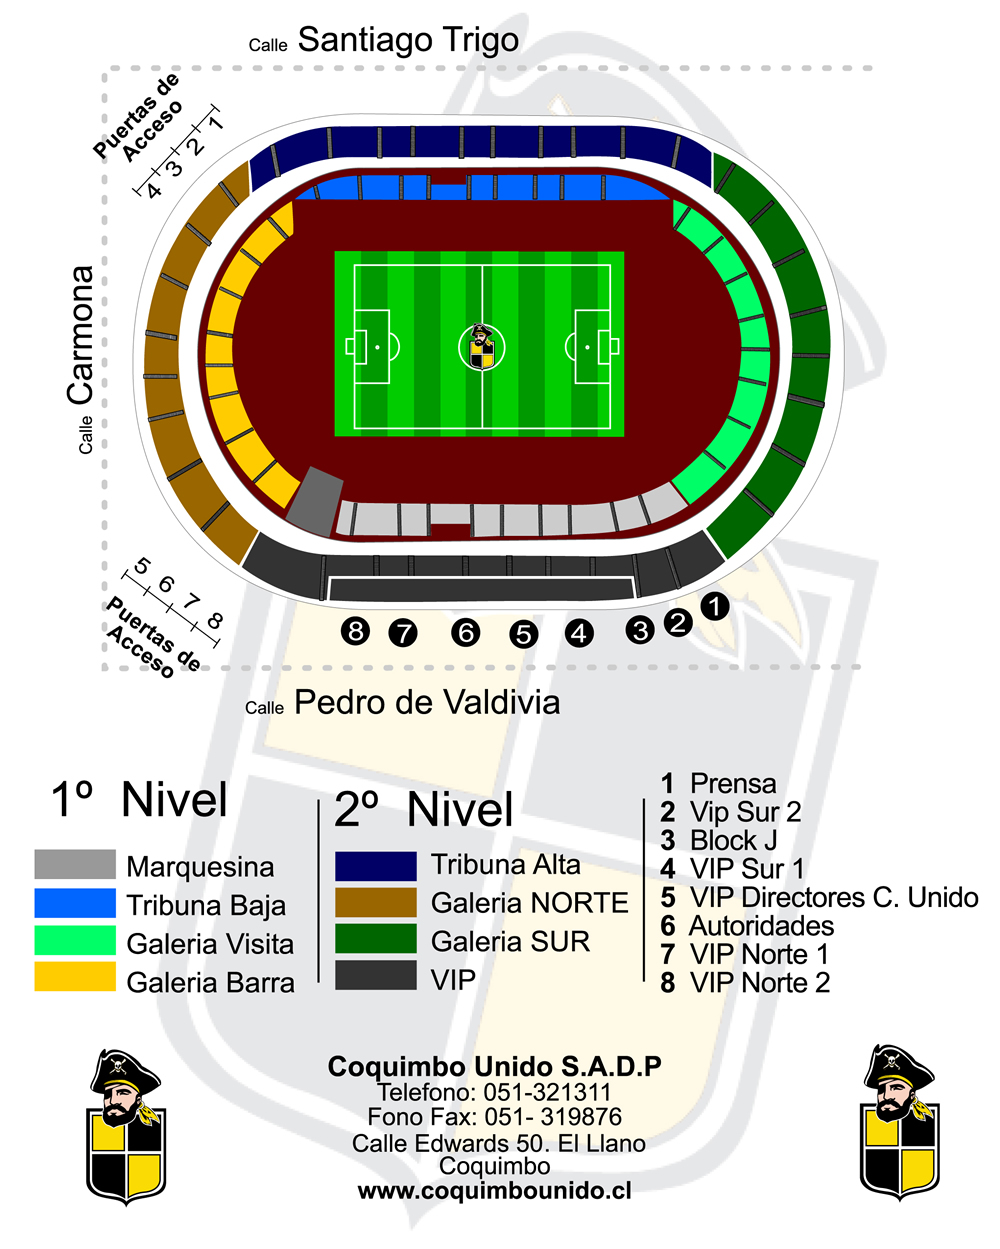 Calle Santiago Trigo
Puertas de
Acceso
1
2
3
4
Calle Carmona
5
6
7
8
Puertas de
Acceso
8 7 6 5 4 3 2 1
Calle Pedro de Valdivia
1º Nivel
Marquesina
Tribuna Baja
Galeria Visita
Galeria Barra
2º Nivel
Tribuna Alta
Galeria NORTE
Galeria SUR
VIP
1 Prensa
2 Vip Sur 2
3 Block J
4 VIP Sur 1
5 VIP Directores C. Unido
6 Autoridades
7 VIP Norte 1
8 VIP Norte 2
Coquimbo Unido S.A.D.P
Telefono: 051-321311
Fono Fax: 051- 319876
Calle Edwards 50. El Llano
Coquimbo
www.coquimbounido.cl